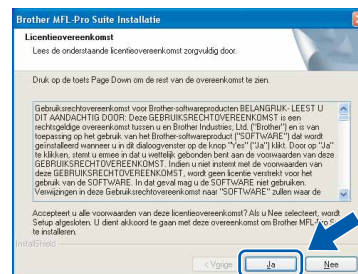 Brother MFL-Pro Suite Installatie
Licentieovereenkomst
Lees de onderstaande licentieovereenkomst zorgvuldig door.
Druk op de toets Page Down om de rest van de overeenkomst te zien.
Gebruiksrechtovereenkomst voor Brother-softwareproducten BELANGRIJK- LEEST U
DIT AANDACHTIG DOOR: Deze GEBRUIKSRECHTOVEREENKOMST is een
rechtsgeldige overeenkomst tussen u en Brother Industries, Ltd. ("Brother") en is van
toepassing op het gebruik van het Brother-softwareproduct ("SOFTWARE") dat wordt
geïnstalleerd wanneer u in dit dialoogvenster op de knop "Yes" ("Ja") klikt. Door op "Ja"
te klikken, stemt u ermee in dat u wettelijk gebonden bent aan de voorwaarden van deze
GEBRUIKSRECHTOVEREENKOMST. Indien u niet instemt met de voorwaarden van
deze GEBRUIKSRECHTOVEREENKOMST, wordt geen licentie verstrekt voor het
gebruik van de SOFTWARE. In dat geval mag u de SOFTWARE niet gebruiken.
Verwijzingen in deze Gebruiksrechtovereenkomst naar "SOFTWARE" zullen waar de
Accepteert u alle voorwaarden van deze licentieovereenkomst? Als u Nee selecteert, wordt
Setup afgesloten. U dient akkoord te gaan met deze overeenkomst om Brother MFL-Pro S
te installeren.
InstallShield
< Vorige
Ja
Nee